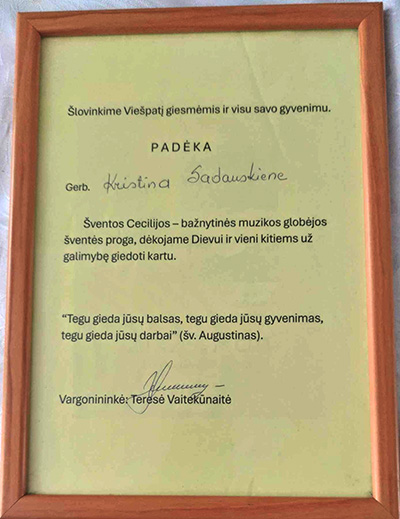 Šlovinkime Viešpatį giesmėmis ir visu savo gyvenimu.
PADĖKA
Gerb. Kristina Sadauskiene
Šventos Cecilijos – bažnytinės muzikos globėjos
šventės proga, dėkojame Dievui ir vieni kitiems už
galimybę giedoti kartu.
“Tegu gieda jūsų balsas, tegu gieda jūsų gyvenimas,
tegu gieda jūsų darbai” (šv. Augustinas).
Vargonininkė: Teresė Vaitekūnaitė